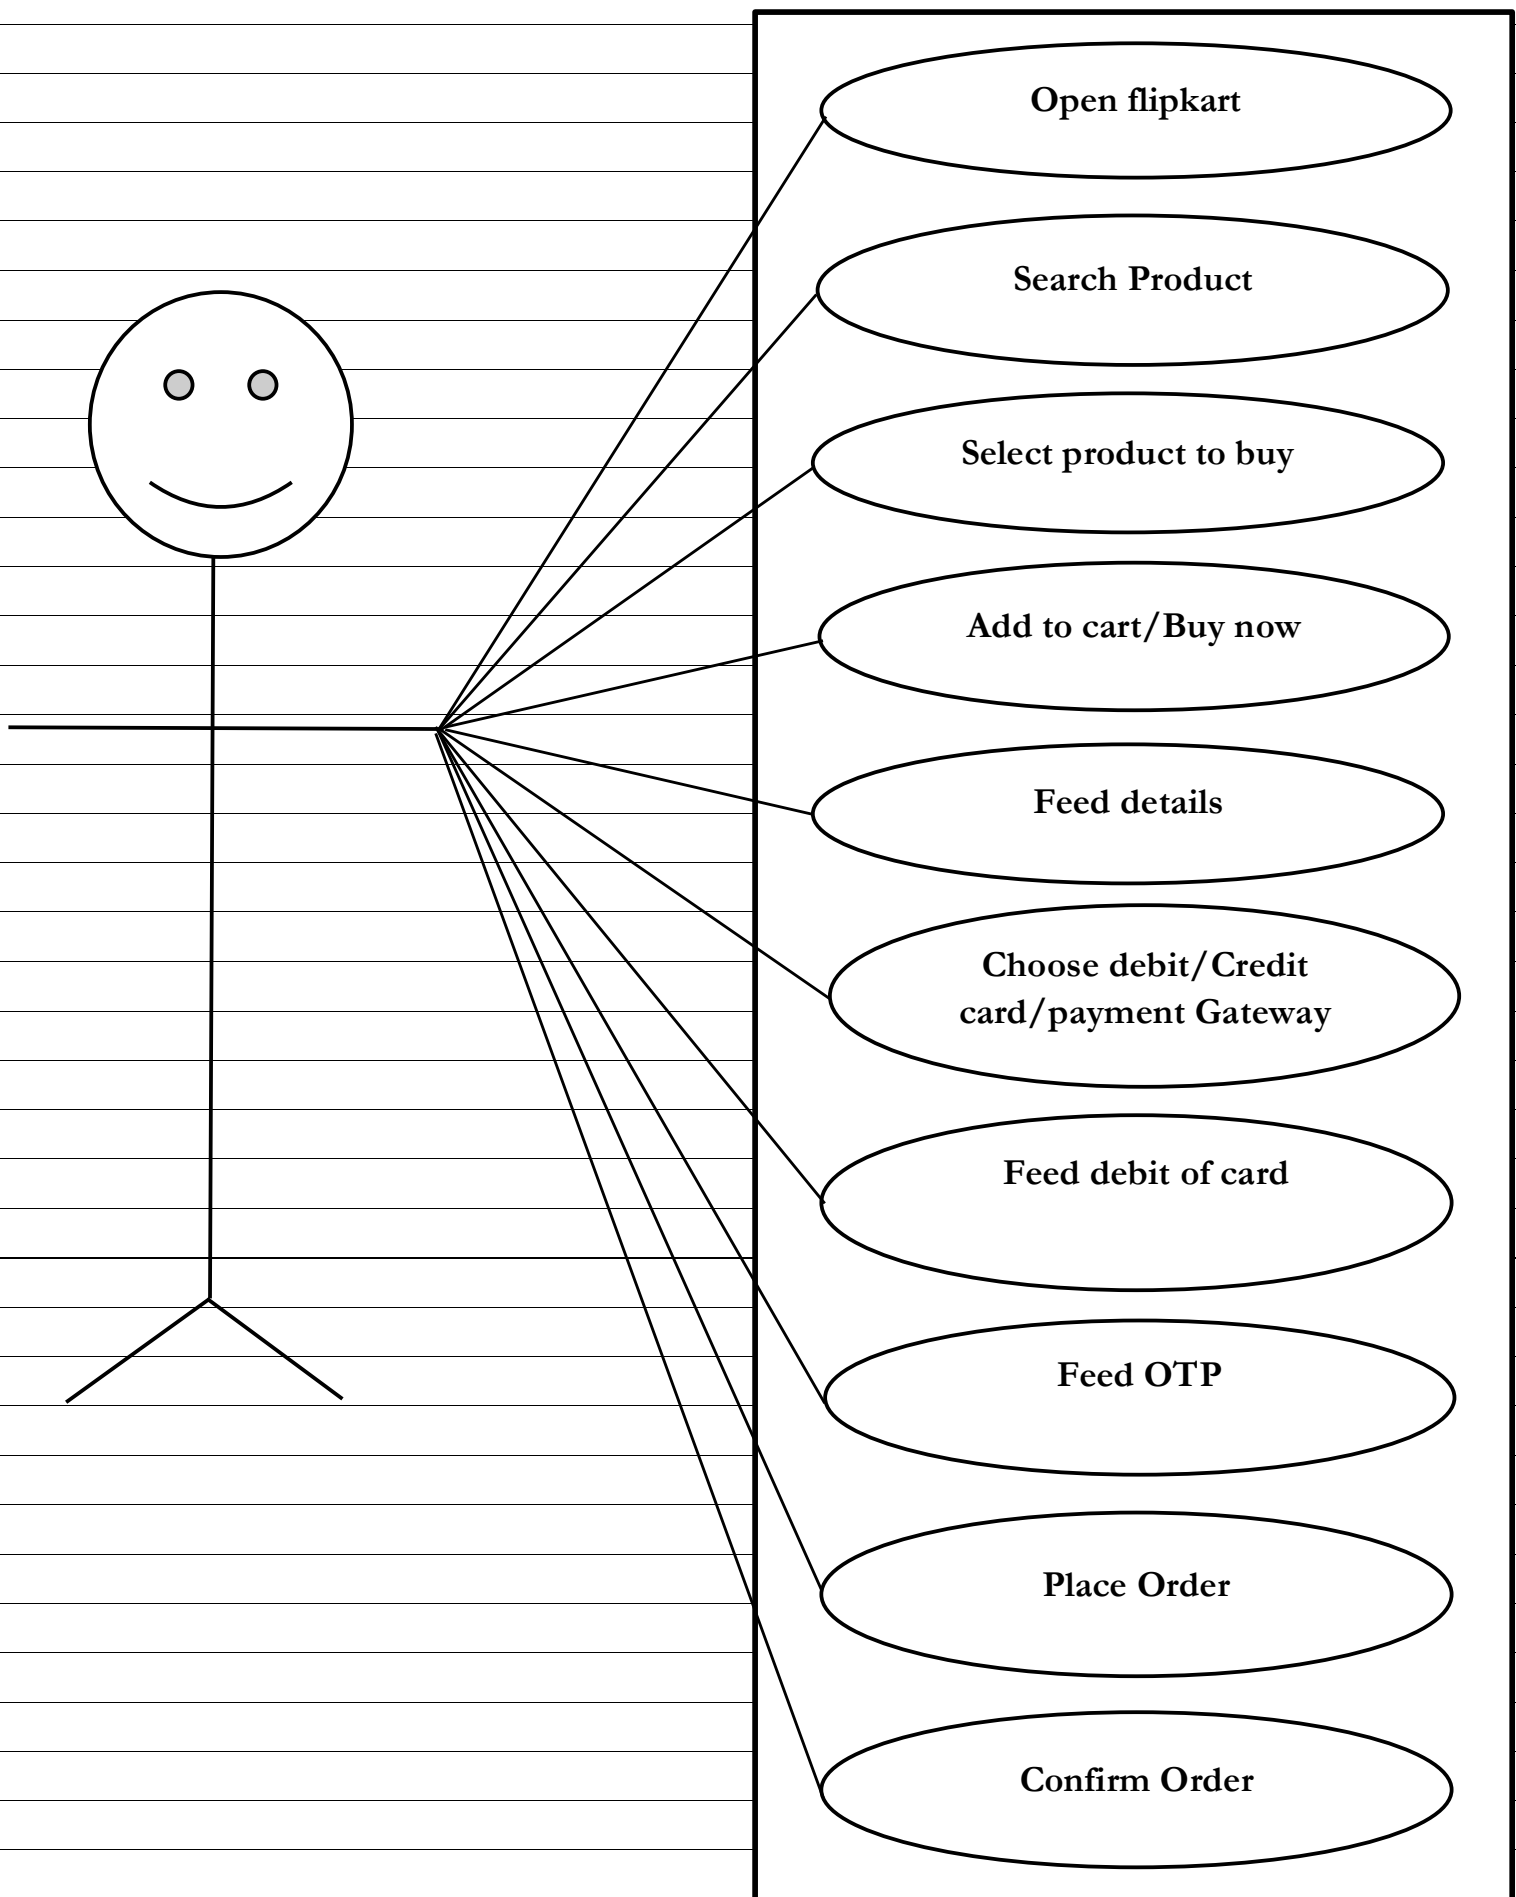 Open flipkart
Search Product
Select product to buy
Add to cart/Buy now
Feed details
Choose debit/Credit
card/payment Gateway
Feed debit of card
Feed OTP
Place Order
Confirm Order